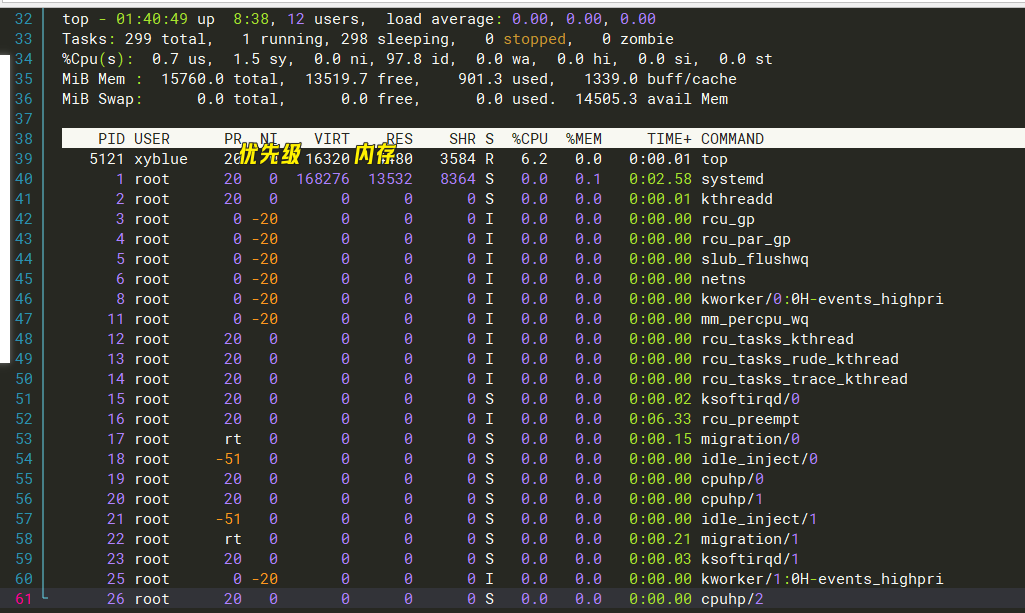 32 top - 01:40:49 up  8:38, 12 users,  load average: 0.00, 0.00, 0.00
33 Tasks: 299 total,   1 running, 298 sleeping,   0 stopped,   0 zombie
34 %Cpu(s):  0.7 us,  1.5 sy,  0.0 ni, 97.8 id,  0.0 wa,  0.0 hi,  0.0 si,  0.0 st
35 MiB Mem :  15760.0 total,  13519.7 free,    901.3 used,   1339.0 buff/cache
36 MiB Swap:      0.0 total,      0.0 free,      0.0 used.  14505.3 avail Mem
37
38 PID USER PR NI VIRT RES SHR S %CPU %MEM TIME+ COMMAND
优先级 内存
39 5121 xyblue 20 16320 3584 R 6.2 0.0 0:00.01 top
40 1 root 20 0 168276 13532 8364 S 0.0 0.1 0:02.58 systemd
41 2 root 20 0 0 0 0 S 0.0 0.0 0:00.01 kthreadd
42 3 root 0 -20 0 0 0 I 0.0 0.0 0:00.00 rcu_gp
43 4 root 0 -20 0 0 0 I 0.0 0.0 0:00.00 rcu_par_gp
44 5 root 0 -20 0 0 0 I 0.0 0.0 0:00.00 slub_flushwq
45 6 root 0 -20 0 0 0 I 0.0 0.0 0:00.00 netns
46 8 root 0 -20 0 0 0 I 0.0 0.0 0:00.00 kworker/0:0H-events_highpri
47 11 root 0 -20 0 0 0 I 0.0 0.0 0:00.00 mm_percpu_wq
48 12 root 20 0 0 0 0 I 0.0 0.0 0:00.00 rcu_tasks_kthread
49 13 root 20 0 0 0 0 I 0.0 0.0 0:00.00 rcu_tasks_rude_kthread
50 14 root 20 0 0 0 0 I 0.0 0.0 0:00.00 rcu_tasks_trace_kthread
51 15 root 20 0 0 0 0 S 0.0 0.0 0:00.02 ksoftirqd/0
52 16 root 20 0 0 0 0 I 0.0 0.0 0:06.33 rcu_preempt
53 17 root rt 0 0 0 0 S 0.0 0.0 0:00.15 migration/0
54 18 root -51 0 0 0 0 S 0.0 0.0 0:00.00 idle_inject/0
55 19 root 20 0 0 0 0 S 0.0 0.0 0:00.00 cpuhp/0
56 20 root 20 0 0 0 0 S 0.0 0.0 0:00.00 cpuhp/1
57 21 root -51 0 0 0 0 S 0.0 0.0 0:00.00 idle_inject/1
58 22 root rt 0 0 0 0 S 0.0 0.0 0:00.21 migration/1
59 23 root 20 0 0 0 0 S 0.0 0.0 0:00.03 ksoftirqd/1
60 25 root 0 -20 0 0 0 I 0.0 0.0 0:00.00 kworker/1:0H-events_highpri
61 26 root 20 0 0 0 0 S 0.0 0.0 0:00.00 cpuhp/2